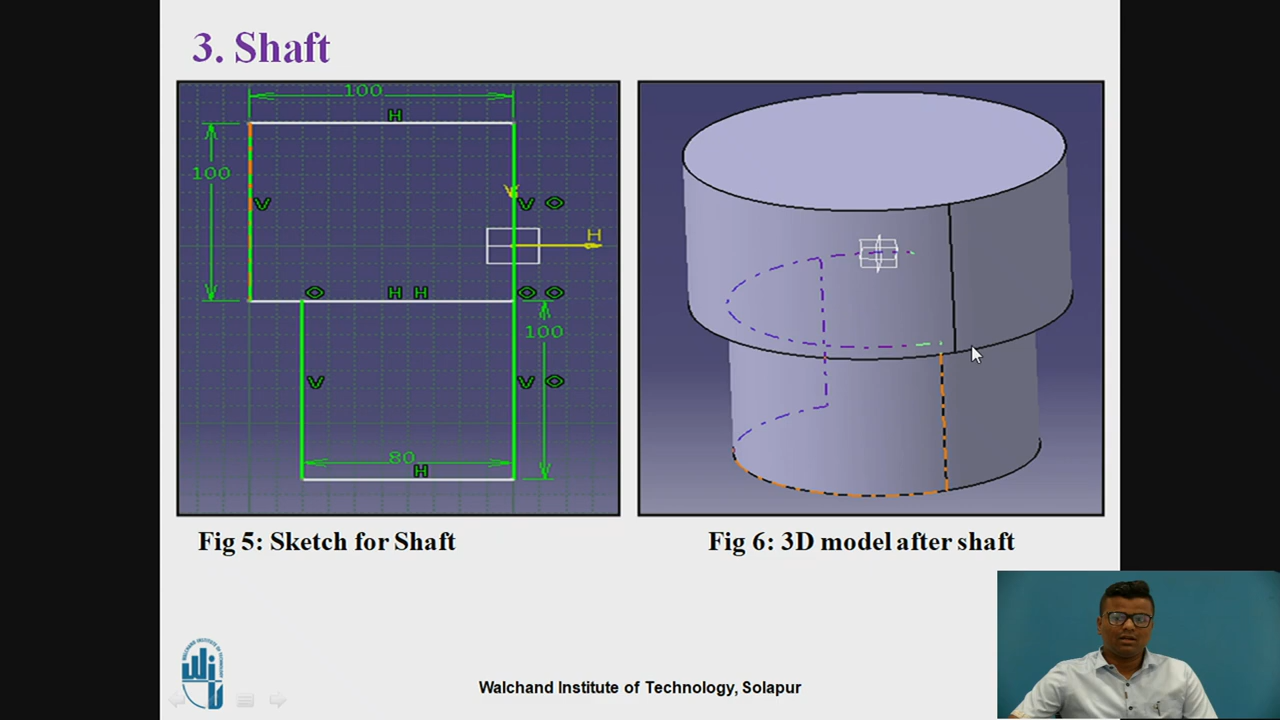 3. Shaft
100
H
100
V
V O
H
O
H H
O O
100
V
V O
80
H
Fig 5: Sketch for Shaft
Fig 6: 3D model after shaft
Walchand Institute of Technology, Solapur